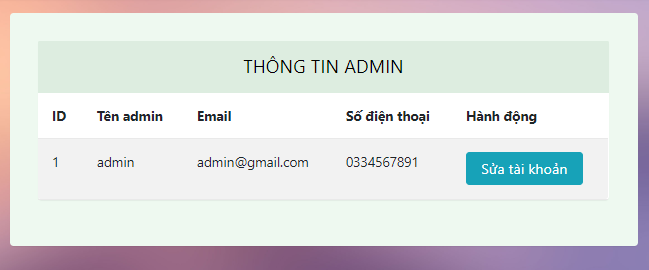 THÔNG TIN ADMIN
ID Tên admin Email Số điện thoại Hành động
1 admin admin@gmail.com 0334567891 Sửa tài khoản